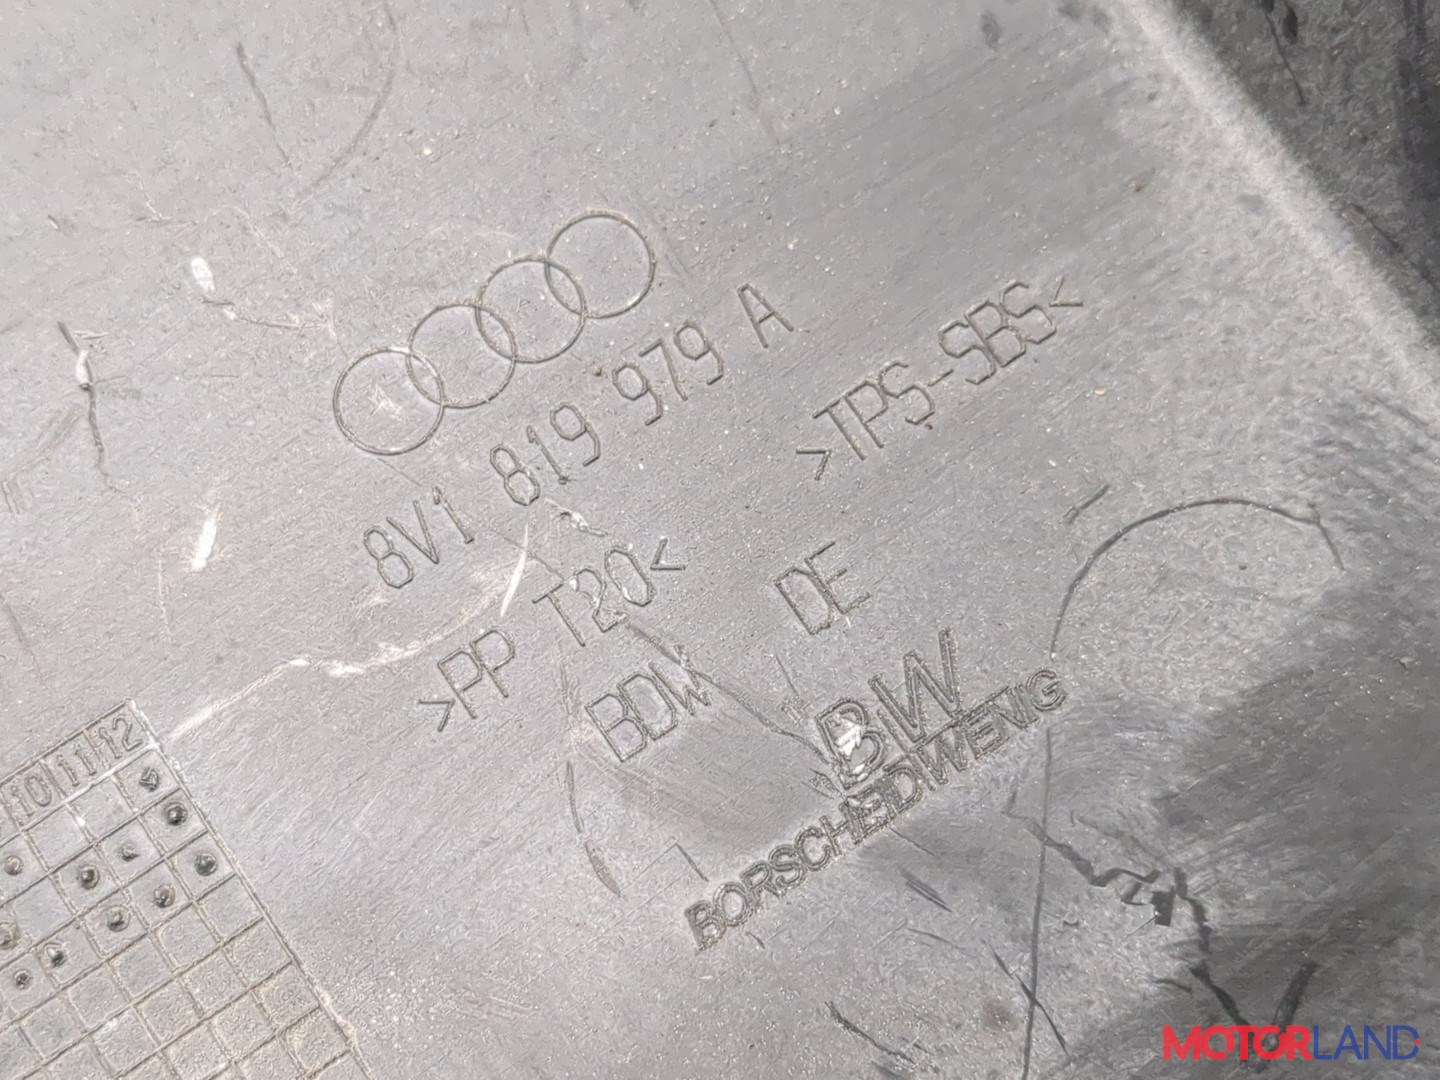 8V1 819 979 A
>TPS-SBS<
>PP T20<
DE
BDW
BW
BORSCHEIDWENIG
10 11 12
MOTORLAND